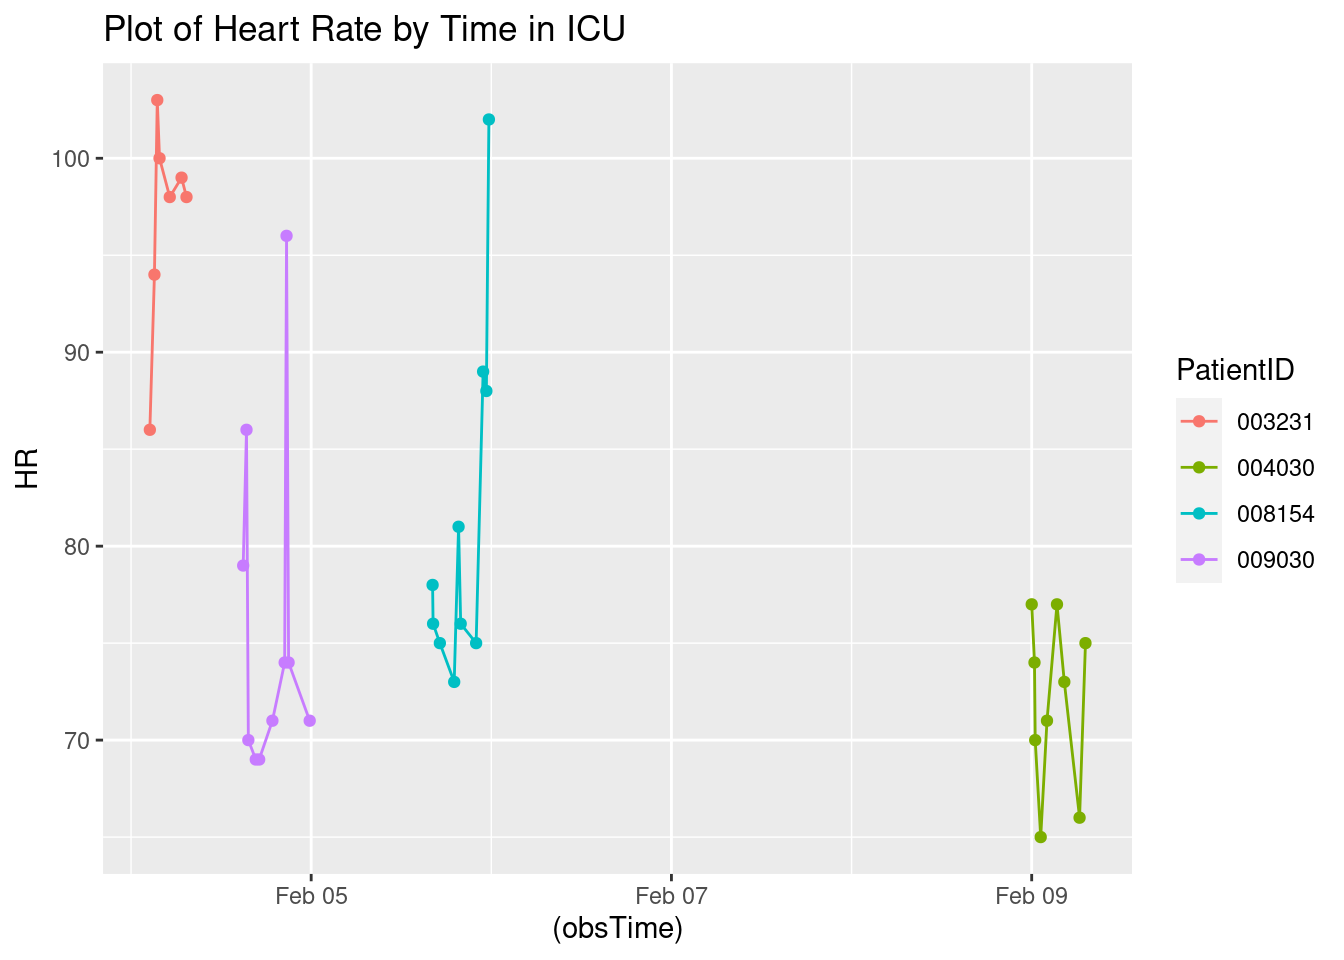 Plot of Heart Rate by Time in ICU
100
90
80
70
HR
Feb 05
Feb 07
Feb 09
(obsTime)
PatientID
003231
004030
008154
009030